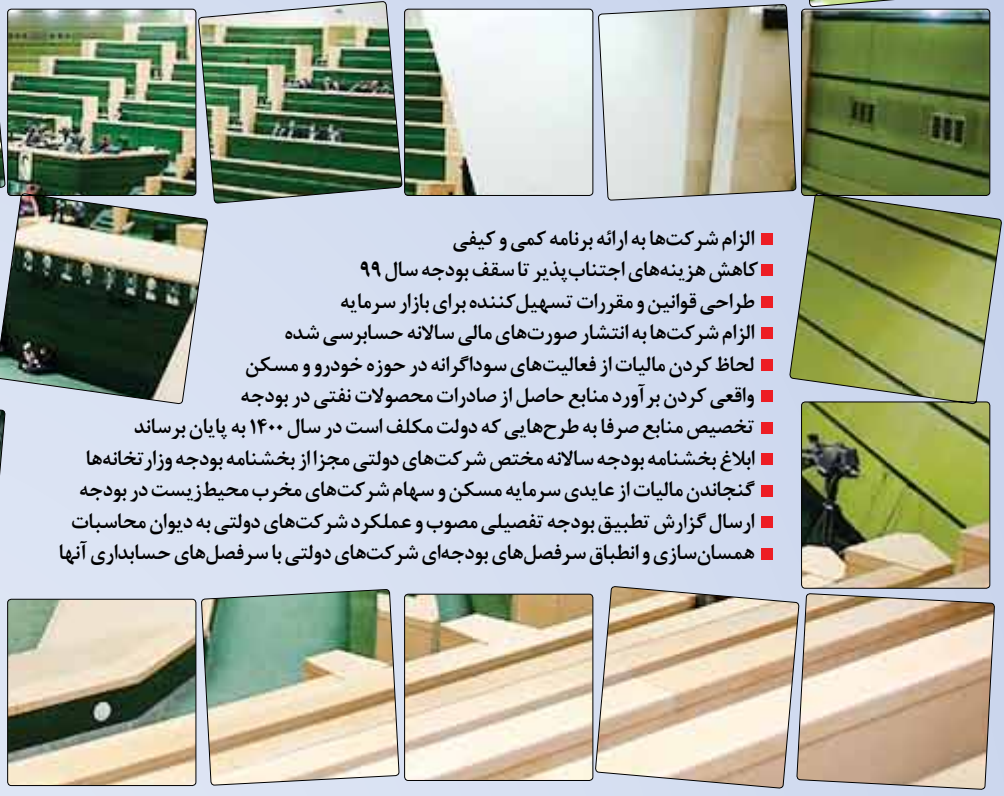 الزام شرکت‌ها به ارائه برنامه کمی و کیفی
کاهش هزینه‌های اجتناب‌پذیر تا سقف بودجه سال ۹۹
طراحی قوانین و مقررات تسهیل‌کننده برای بازار سرمایه
الزام شرکت‌ها به انتشار صورت‌های مالی سالانه حسابرسی شده
لحاظ کردن مالیات از فعالیت‌های سوداگرانه در حوزه خودرو و مسکن
واقعی کردن برآورد منابع حاصل از صادرات محصولات نفتی در بودجه
تخصیص منابع صرفا به طرح‌هایی که دولت مکلف است در سال ۱۴۰۰ به پایان برساند
ابلاغ بخشنامه بودجه سالانه مختص شرکت‌های دولتی مجزا از بخشنامه بودجه وزارتخانه‌ها
گنجاندن مالیات از عایدی سرمایه مسکن و سهام شرکت‌های مخرب محیط‌زیست در بودجه
ارسال گزارش تطبیق بودجه تفصیلی مصوب و عملکرد شرکت‌های دولتی به دیوان محاسبات
همسان‌سازی و انطباق سرفصل‌های بودجه‌ای شرکت‌های دولتی با سرفصل‌های حسابداری آنها